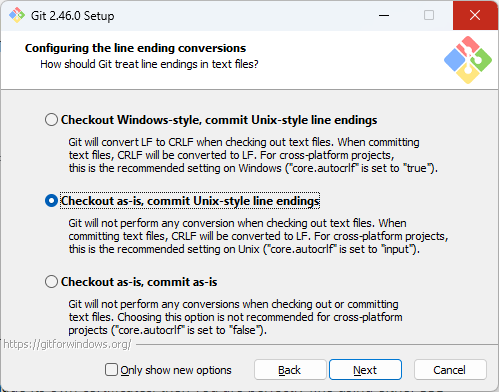 Git 2.46.0 Setup
Configuring the line ending conversions
How should Git treat line endings in text files?
Checkout Windows-style, commit Unix-style line endings
Git will convert LF to CRLF when checking out text files. When committing
text files, CRLF will be converted to LF. For cross-platform projects,
this is the recommended setting on Windows ("core.autocrlf" is set to "true").
Checkout as-is, commit Unix-style line endings
Git will not perform any conversion when checking out text files. When
committing text files, CRLF will be converted to LF. For cross-platform projects,
this is the recommended setting on Unix ("core.autocrlf" is set to "input").
Checkout as-is, commit as-is
Git will not perform any conversions when checking out or committing
text files. Choosing this option is not recommended for cross-platform
projects ("core.autocrlf" is set to "false").
https://gitforwindows.org/
Only show new options
Back
Next
Cancel